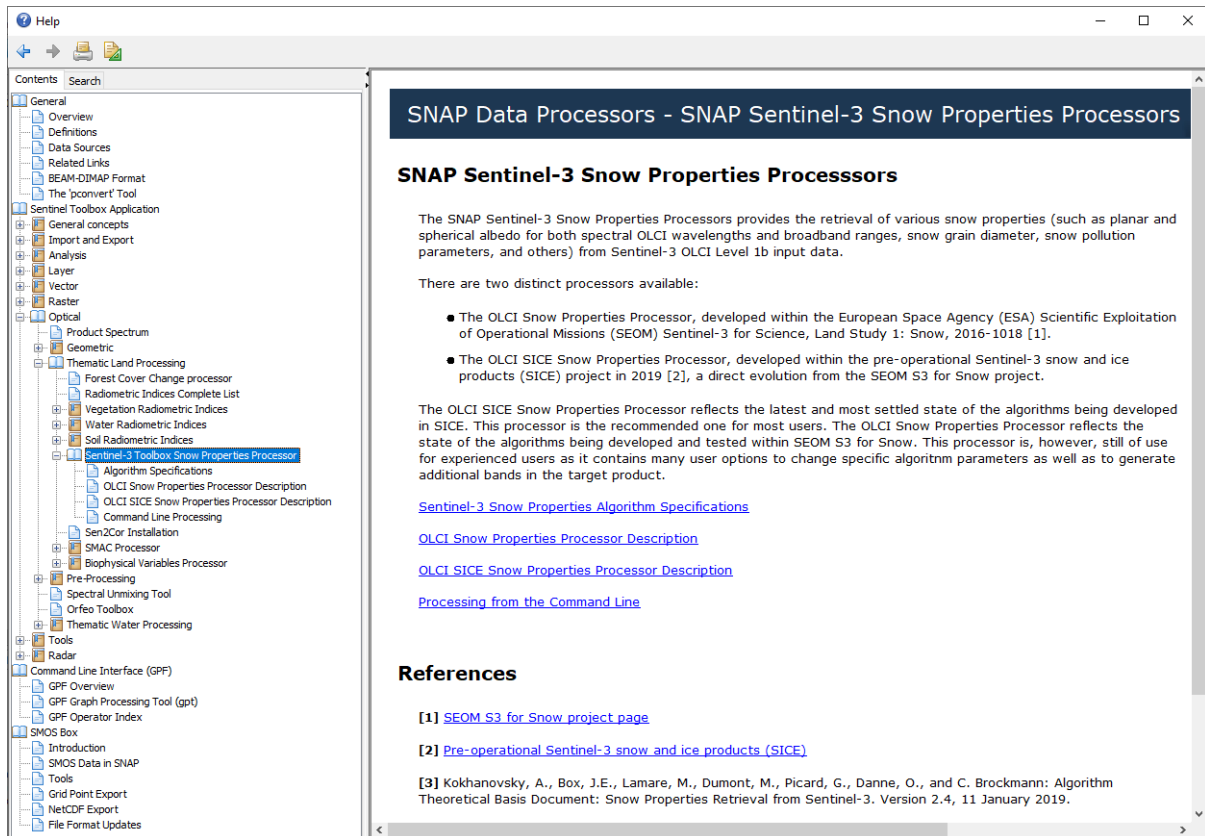 Help
Contents Search
General
Overview
Definitions
Data Sources
Related Links
BEAM-DIMAP Format
The 'pconvert' Tool
Sentinel Toolbox Application
General concepts
Import and Export
Analysis
Layer
Vector
Raster
Optical
Product Spectrum
Geometric
Thematic Land Processing
Forest Cover Change processor
Radiometric Indices Complete List
Vegetation Radiometric Indices
Water Radiometric Indices
Soil Radiometric Indices
Sentinel-3 Toolbox Snow Properties Processor
Algorithm Specifications
OLCI Snow Properties Processor Description
OLCI SICE Snow Properties Processor Description
Command Line Processing
Sen2Cor Installation
SMAC Processor
Biophysical Variables Processor
Pre-Processing
Spectral Unmixing Tool
Orfeo Toolbox
Thematic Water Processing
Tools
Radar
Command Line Interface (GPF)
GPF Overview
GPF Graph Processing Tool (gpt)
GPF Operator Index
SMOS Box
Introduction
SMOS Data in SNAP
Tools
Grid Point Export
NetCDF Export
File Format Updates
SNAP Data Processors - SNAP Sentinel-3 Snow Properties Processors
SNAP Sentinel-3 Snow Properties Processsors
The SNAP Sentinel-3 Snow Properties Processors provides the retrieval of various snow properties (such as planar and
spherical albedo for both spectral OLCI wavelengths and broadband ranges, snow grain diameter, snow pollution
parameters, and others) from Sentinel-3 OLCI Level 1b input data.
There are two distinct processors available:
● The OLCI Snow Properties Processor, developed within the European Space Agency (ESA) Scientific Exploitation
of Operational Missions (SEOM) Sentinel-3 for Science, Land Study 1: Snow, 2016-1018 [1].
● The OLCI SICE Snow Properties Processor, developed within the pre-operational Sentinel-3 snow and ice
products (SICE) project in 2019 [2], a direct evolution from the SEOM S3 for Snow project.
The OLCI SICE Snow Properties Processor reflects the latest and most settled state of the algorithms being developed
in SICE. This processor is the recommended one for most users. The OLCI Snow Properties Processor reflects the
state of the algorithms being developed and tested within SEOM S3 for Snow. This processor is, however, still of use
for experienced users as it contains many user options to change specific algoritnm parameters as well as to generate
additional bands in the target product.
Sentinel-3 Snow Properties Algorithm Specifications
OLCI Snow Properties Processor Description
OLCI SICE Snow Properties Processor Description
Processing from the Command Line
References
[1] SEOM S3 for Snow project page
[2] Pre-operational Sentinel-3 snow and ice products (SICE)
[3] Kokhanovsky, A., Box, J.E., Lamare, M., Dumont, M., Picard, G., Danne, O., and C. Brockmann: Algorithm
Theoretical Basis Document: Snow Properties Retrieval from Sentinel-3. Version 2.4, 11 January 2019.